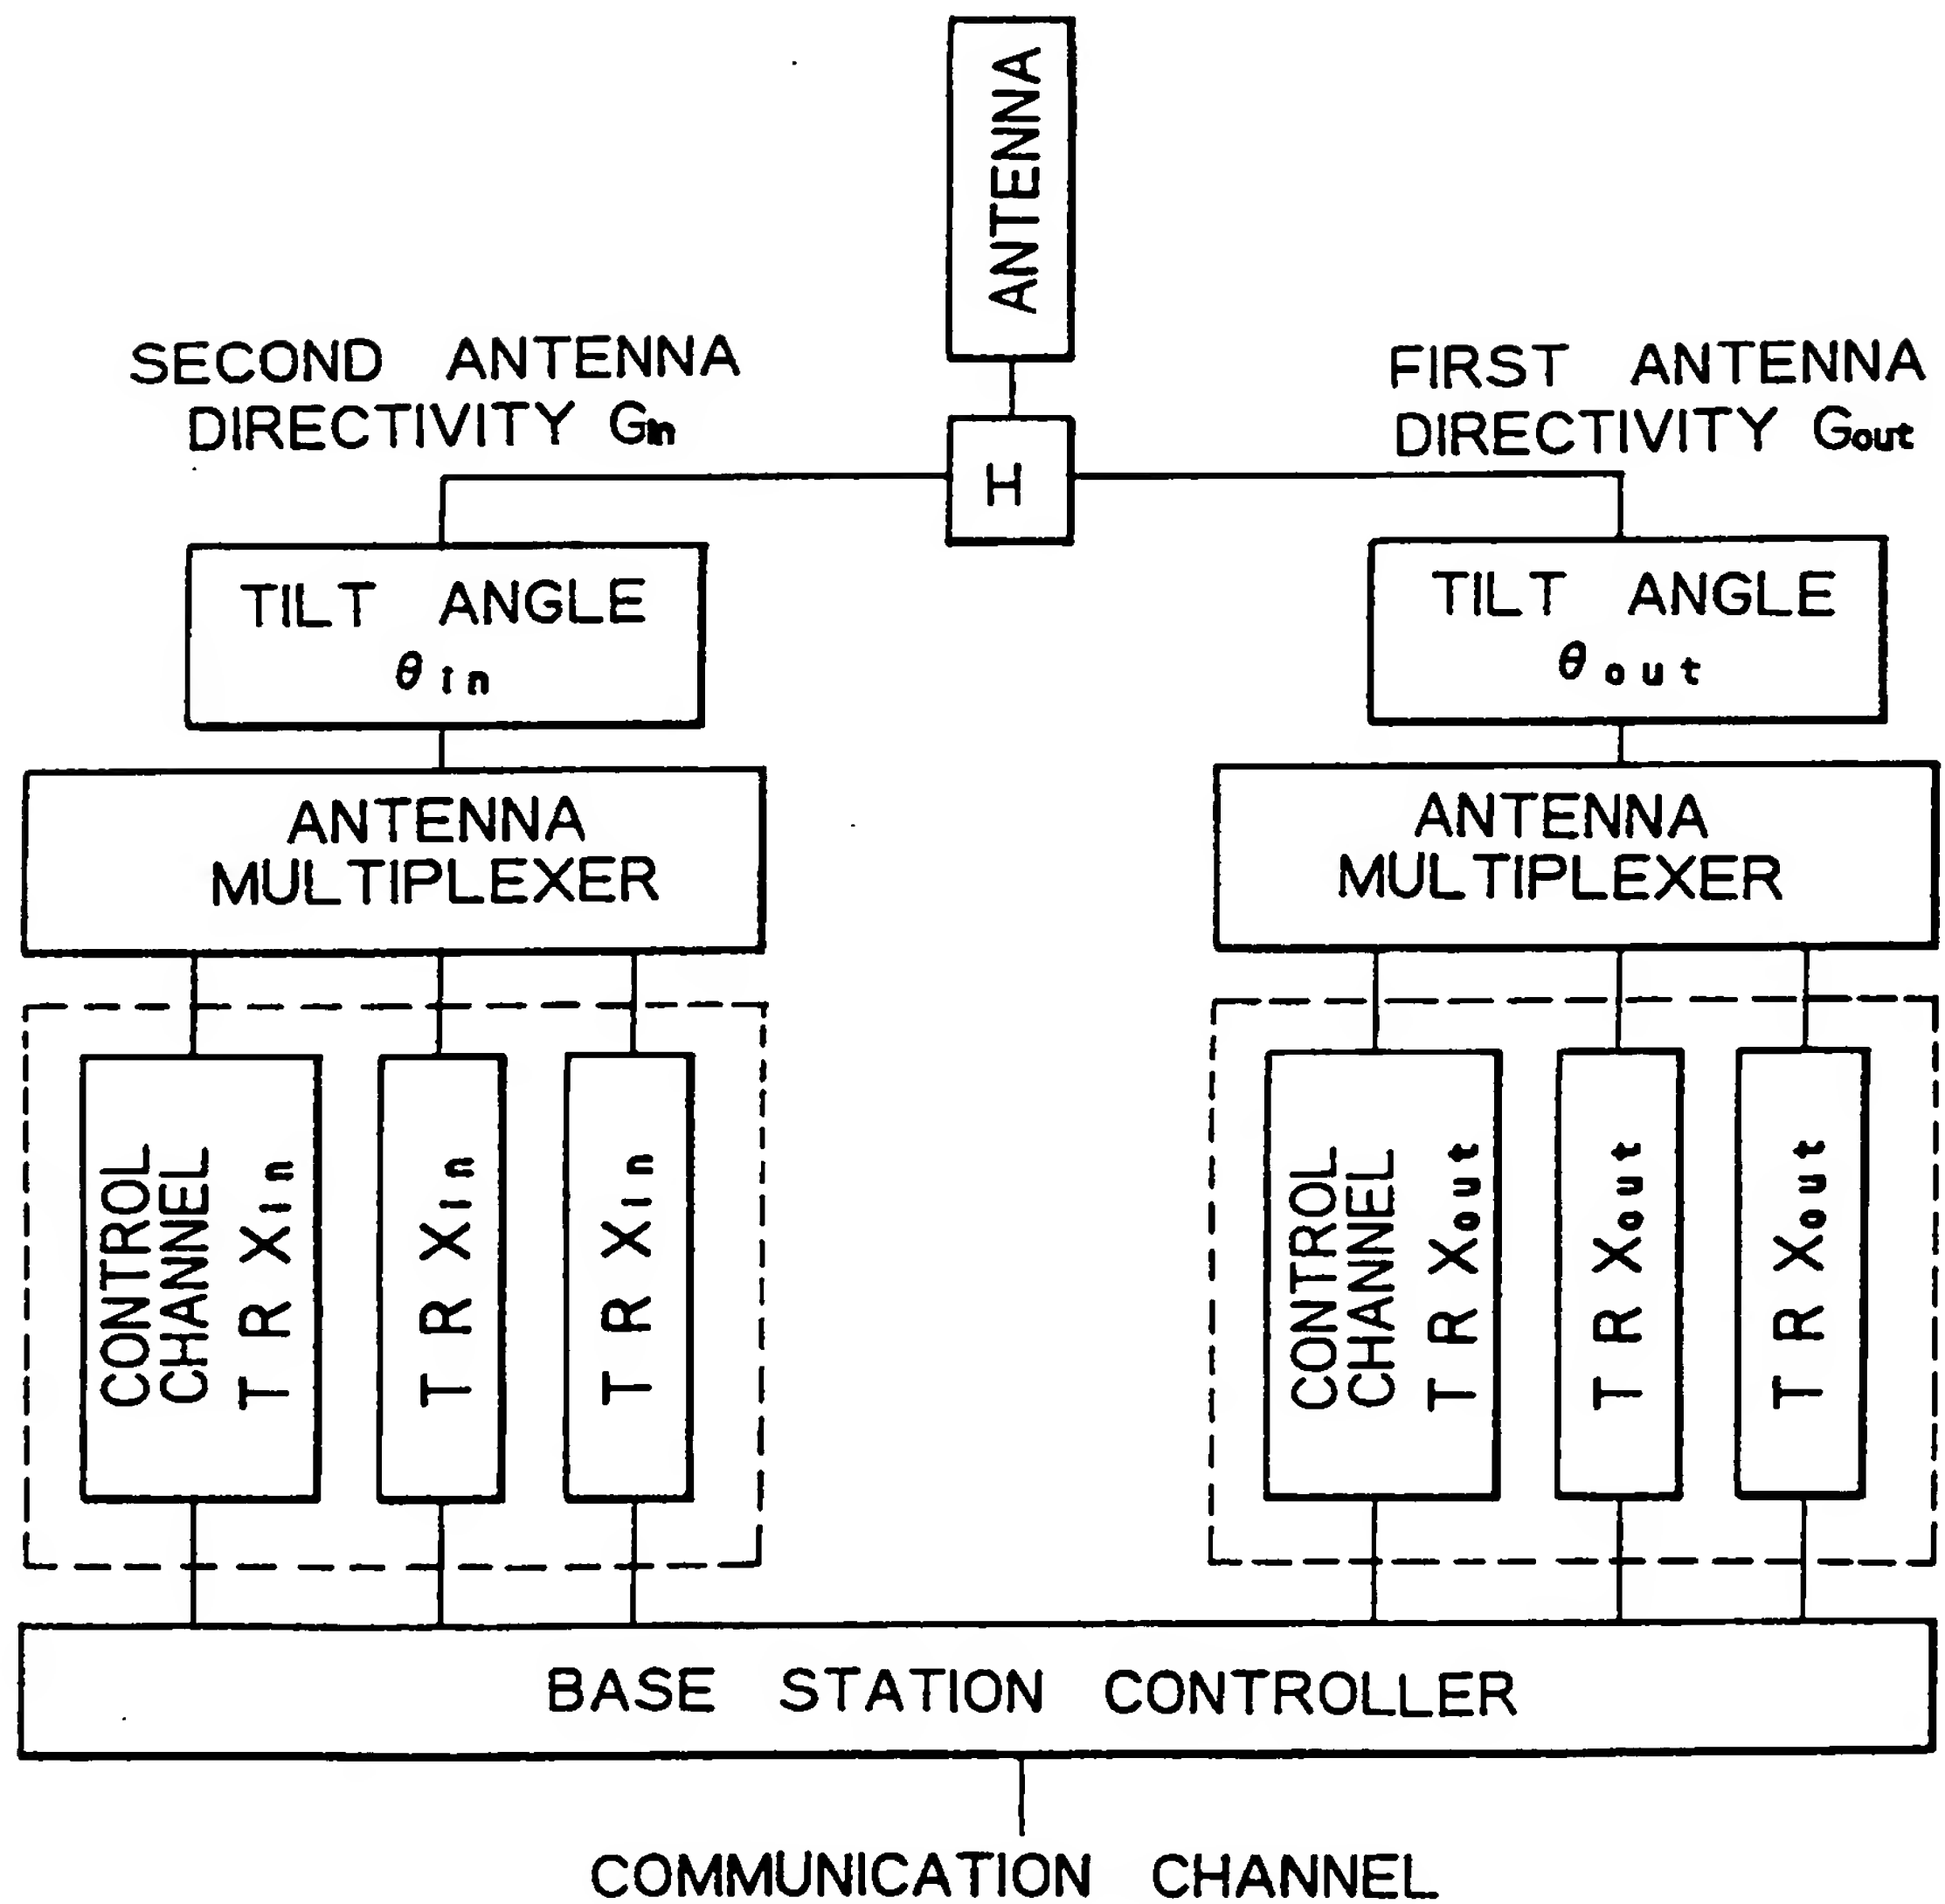 ANTENNA
SECOND ANTENNA
DIRECTIVITY Gin
FIRST ANTENNA
DIRECTIVITY Gout
H
TILT ANGLE
θin
TILT ANGLE
θout
ANTENNA
MULTIPLEXER
ANTENNA
MULTIPLEXER
CONTROL
CHANNEL
TRXin
TRXin
TRXin
CONTROL
CHANNEL
TRXout
TRXout
TRXout
BASE STATION CONTROLLER
COMMUNICATION CHANNEL